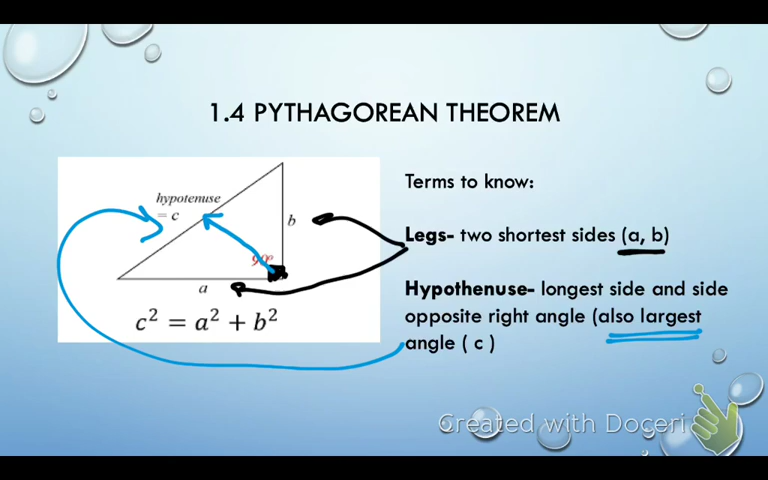 1.4 PYTHAGOREAN THEOREM
hypotenuse
= c
b
90°
a
c² = a² + b²
Terms to know:
Legs- two shortest sides (a, b)
Hypothenuse- longest side and side
opposite right angle (also largest
angle ( c )
Created with Doceri